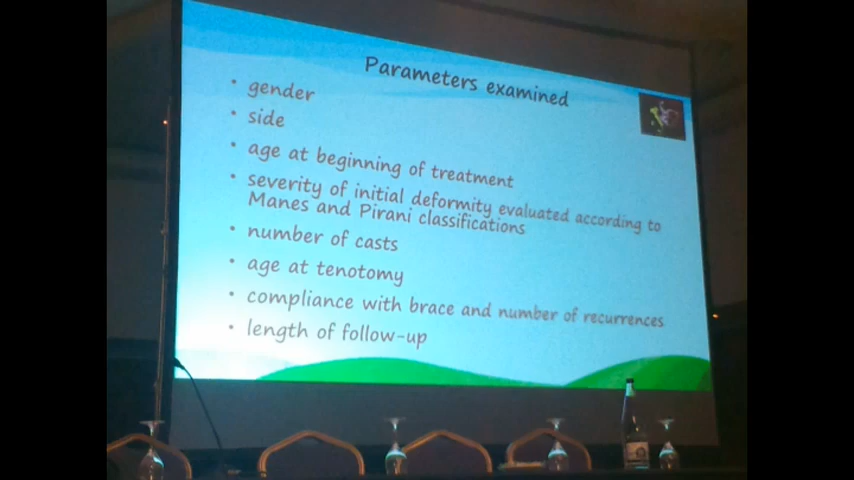 Parameters examined
• gender
• side
• age at beginning of treatment
• severity of initial deformity evaluated according to
Manes and Pirani classifications
• number of casts
• age at tenotomy
• compliance with brace and number of recurrences
• length of follow-up